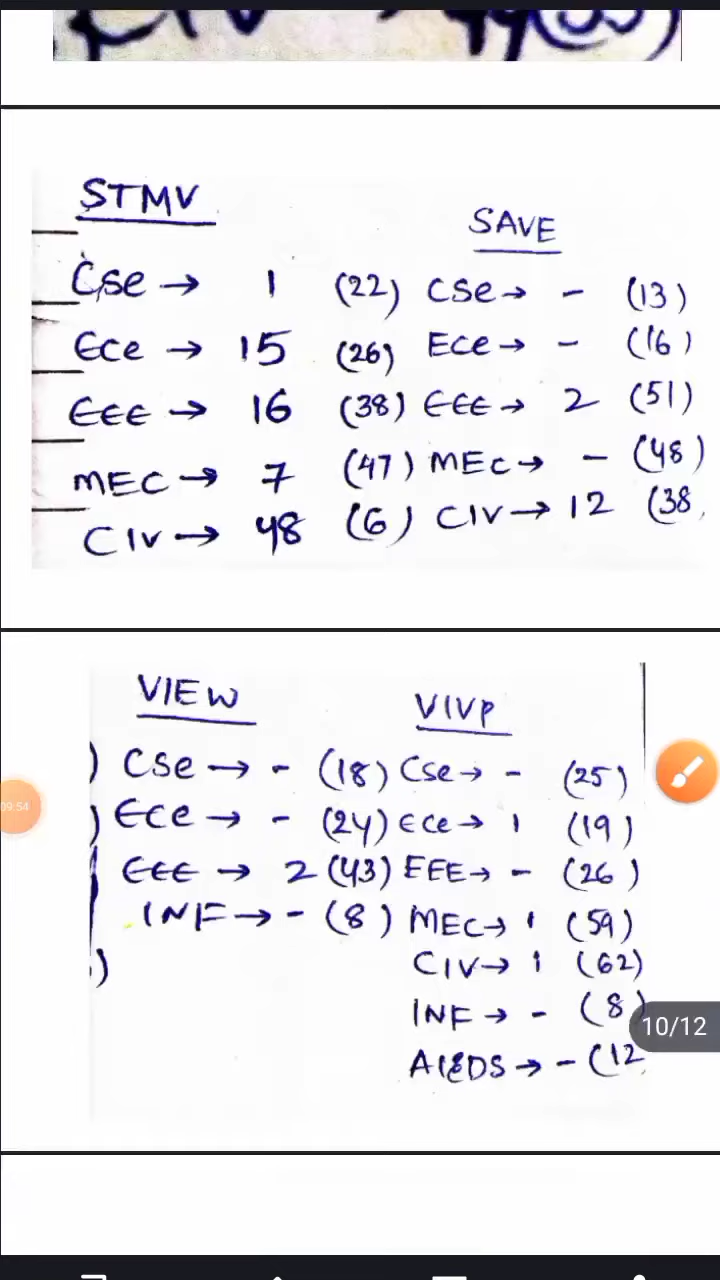 STMV
CSe → 1 (22)
ECe → 15 (26)
EEE → 16 (38)
MEC → 7 (47)
CIV → 48 (6)
SAVE
CSe → - (13)
ECe → - (16)
EEE → 2 (51)
MEC → - (48)
CIV → 12 (38
VIEW
) CSe → - (18)
) ECe → - (24)
EEE → 2 (43)
INF → - (8)
)
VIVP
CSe → - (25)
ECe → 1 (19)
EEE → - (26)
MEC → 1 (59)
CIV → 1 (62)
INF → - (8)
AI&DS → - (12
09:54
10/12